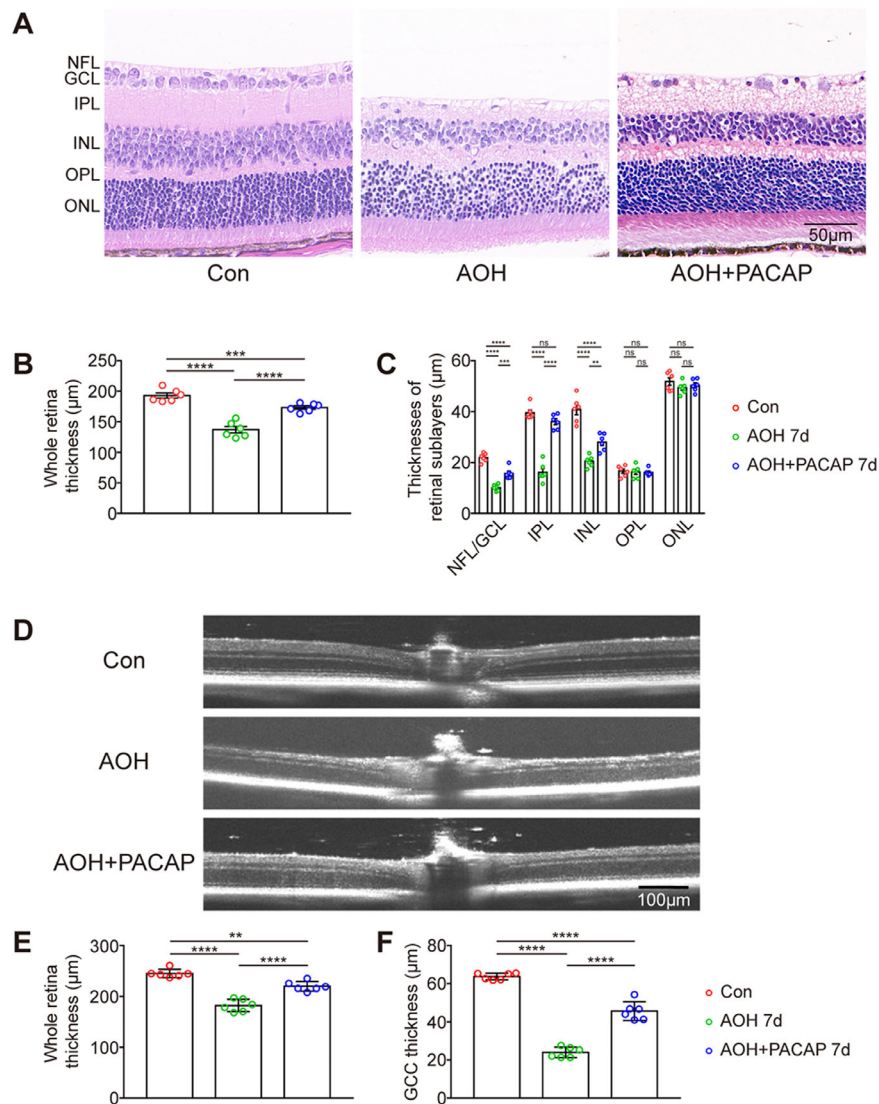 A
NFL
GCL
IPL
INL
OPL
ONL
50μm
Con
AOH
AOH+PACAP
B
Whole retina
thickness (μm)
250
200
150
100
50
0
***
****
****
C
Thicknesses of
retinal sublayers (μm)
60
40
20
0
****
****
***
ns
****
****
****
****
**
ns
ns
ns
ns
ns
ns
NFL/GCL
IPL
INL
OPL
ONL
Con
AOH 7d
AOH+PACAP 7d
D
Con
AOH
AOH+PACAP
100μm
E
Whole retina
thickness (μm)
300
200
100
0
**
****
****
F
GCC thickness (μm)
80
60
40
20
0
****
****
****
Con
AOH 7d
AOH+PACAP 7d